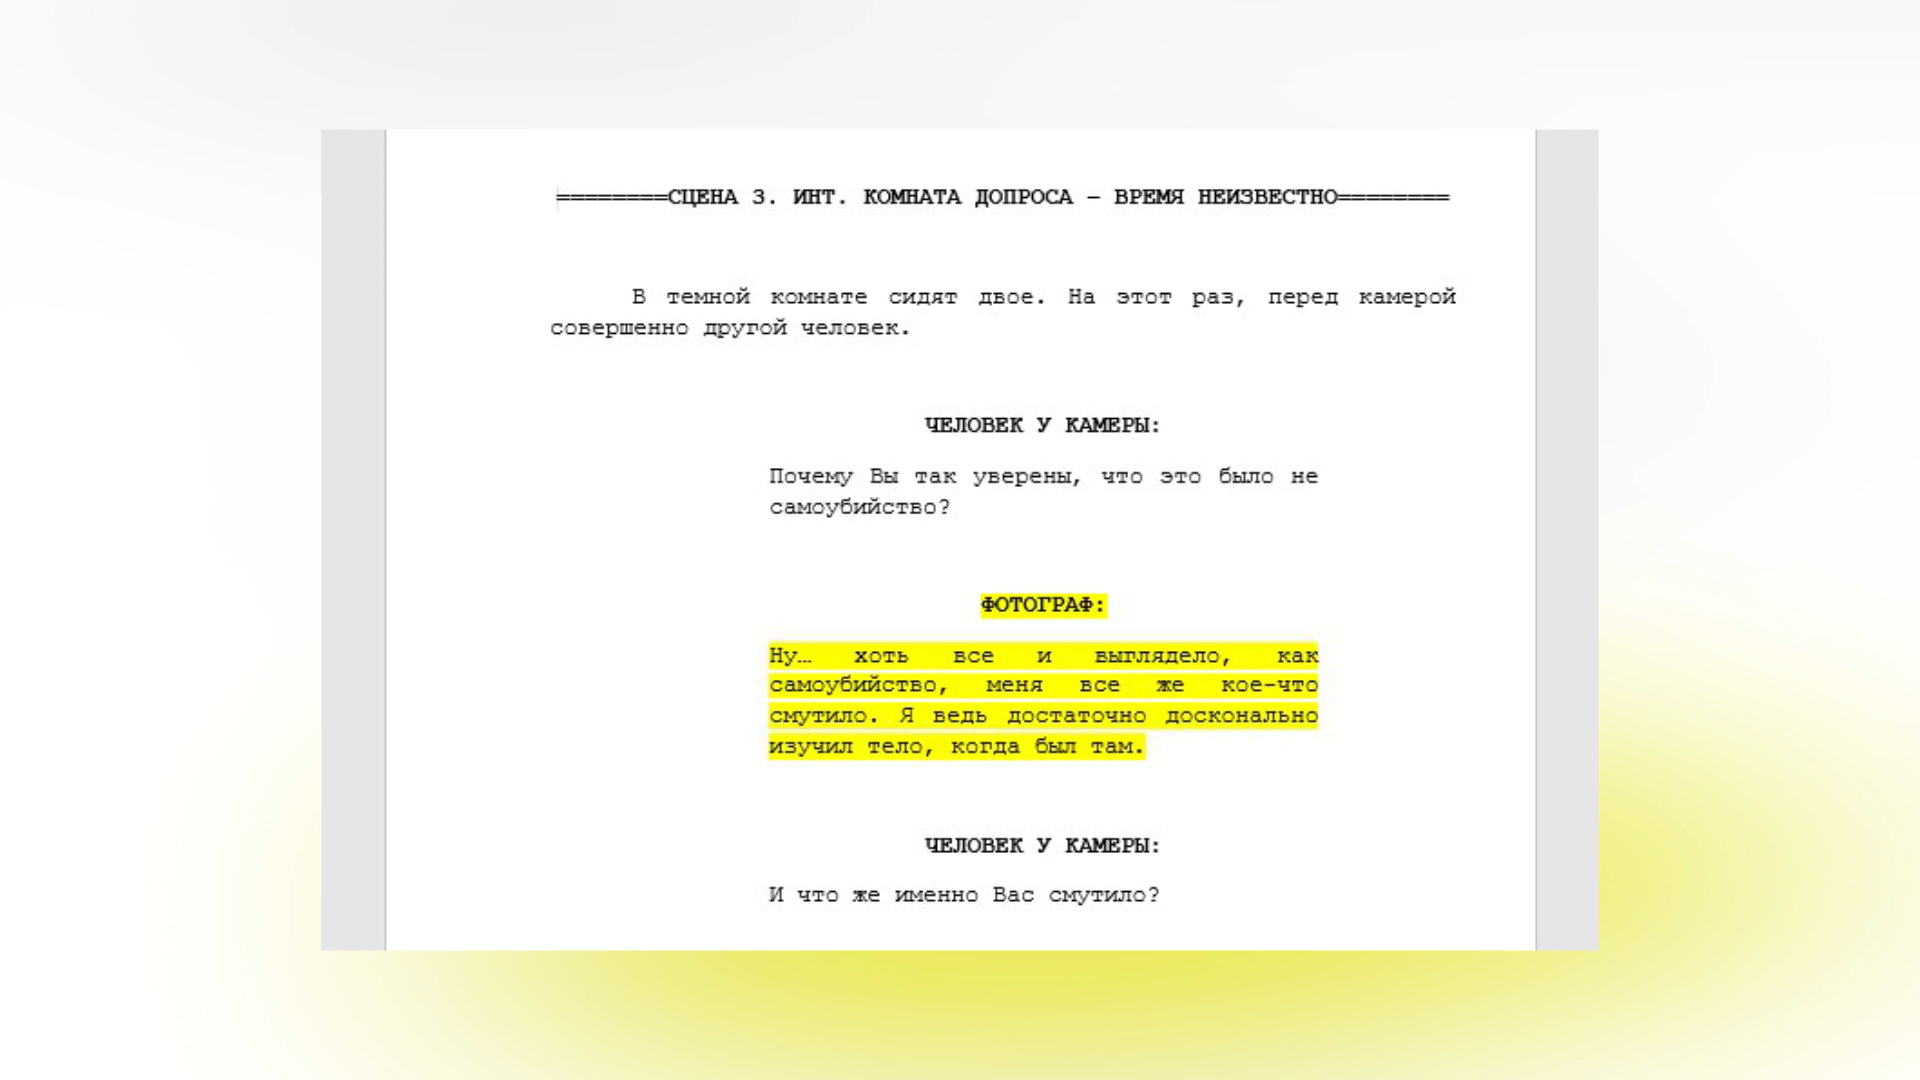 ════════СЦЕНА 3. ИНТ. КОМНАТА ДОПРОСА – ВРЕМЯ НЕИЗВЕСТНО════════
В темной комнате сидят двое. На этот раз, перед камерой
совершенно другой человек.
ЧЕЛОВЕК У КАМЕРЫ:
Почему Вы так уверены, что это было не
самоубийство?
ФОТОГРАФ:
Ну… хоть все и выглядело, как
самоубийство, меня все же кое-что
смутило. Я ведь достаточно досконально
изучил тело, когда был там.
ЧЕЛОВЕК У КАМЕРЫ:
И что же именно Вас смутило?